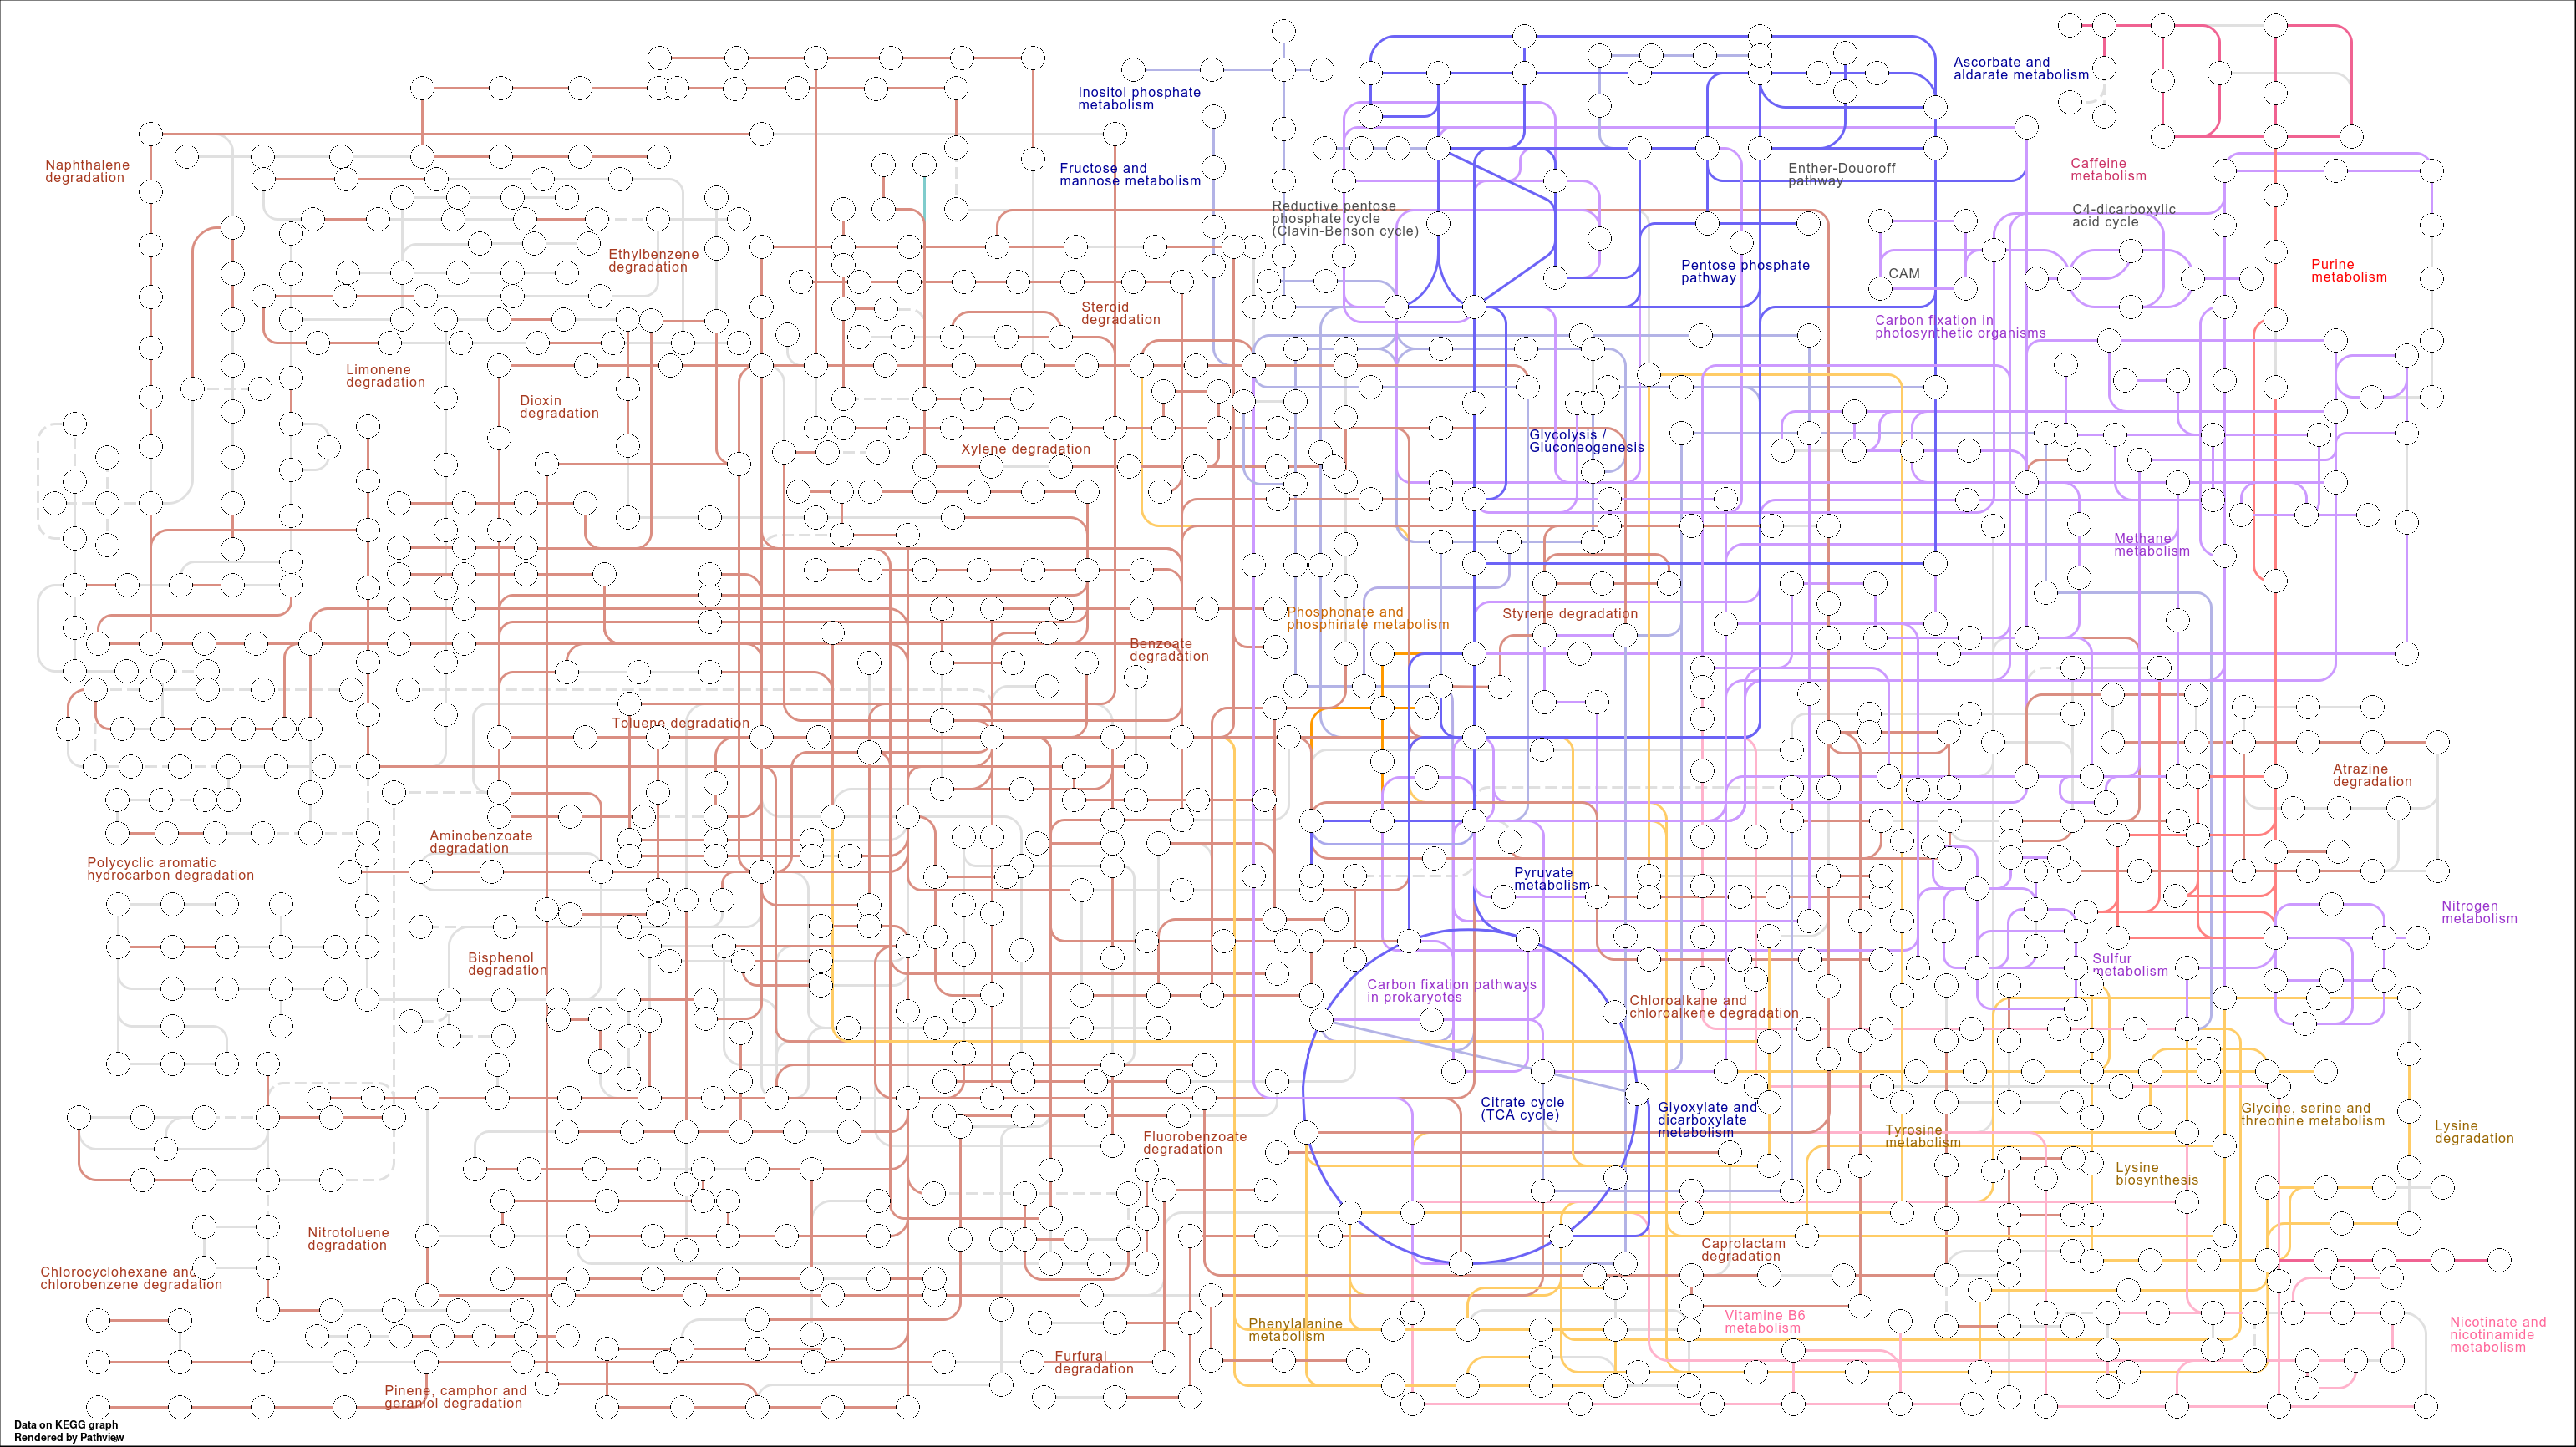 Ascorbate and
aldarate metabolism
Inositol phosphate
metabolism
Naphthalene
degradation
Fructose and
mannose metabolism
Enther-Douoroff
pathway
Caffeine
metabolism
Reductive pentose
phosphate cycle
(Clavin-Benson cycle)
C4-dicarboxylic
acid cycle
Ethylbenzene
degradation
Pentose phosphate
pathway
CAM
Purine
metabolism
Steroid
degradation
Carbon fixation in
photosynthetic organisms
Limonene
degradation
Dioxin
degradation
Xylene degradation
Glycolysis /
Gluconeogenesis
Methane
metabolism
Phosphonate and
phosphinate metabolism
Styrene degradation
Benzoate
degradation
Toluene degradation
Atrazine
degradation
Aminobenzoate
degradation
Polycyclic aromatic
hydrocarbon degradation
Pyruvate
metabolism
Nitrogen
metabolism
Bisphenol
degradation
Sulfur
metabolism
Carbon fixation pathways
in prokaryotes
Chloroalkane and
chloroalkene degradation
Citrate cycle
(TCA cycle)
Glyoxylate and
dicarboxylate
metabolism
Glycine, serine and
threonine metabolism
Tyrosine
metabolism
Lysine
degradation
Fluorobenzoate
degradation
Lysine
biosynthesis
Nitrotoluene
degradation
Caprolactam
degradation
Chlorocyclohexane and
chlorobenzene degradation
Phenylalanine
metabolism
Vitamine B6
metabolism
Nicotinate and
nicotinamide
metabolism
Furfural
degradation
Pinene, camphor and
geraniol degradation
Data on KEGG graph
Rendered by Pathview